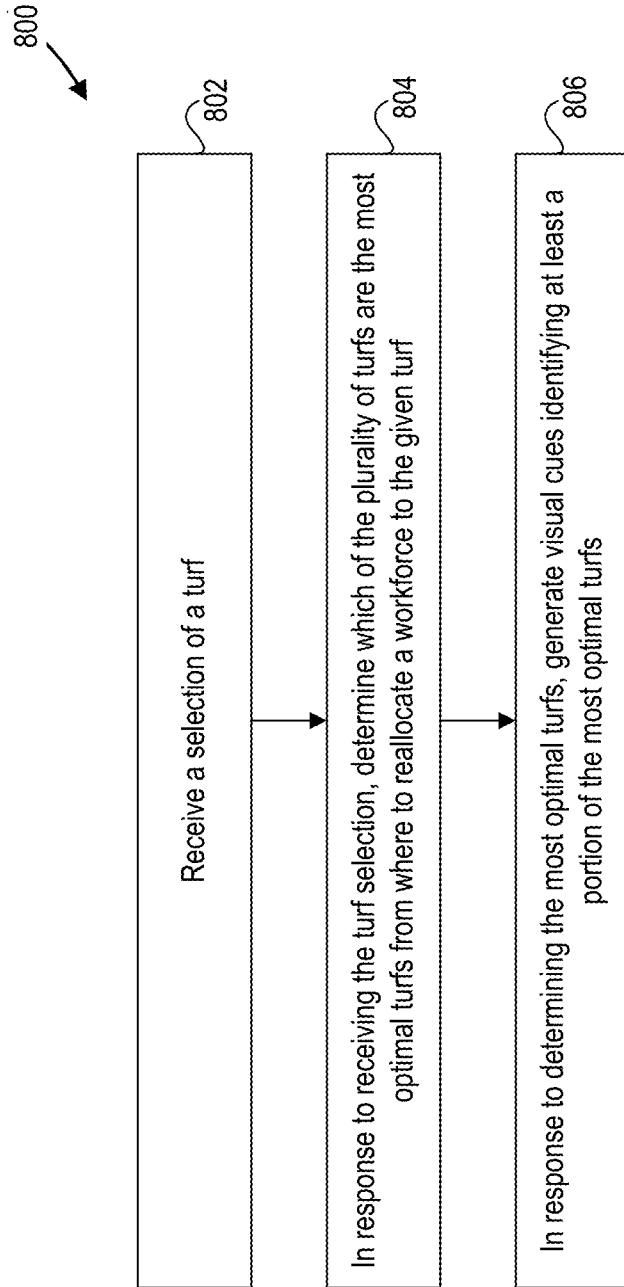 800
802
Receive a selection of a turf
804
In response to receiving the turf selection, determine which of the plurality of turfs are the most
optimal turfs from where to reallocate a workforce to the given turf
806
In response to determining the most optimal turfs, generate visual cues identifying at least a
portion of the most optimal turfs